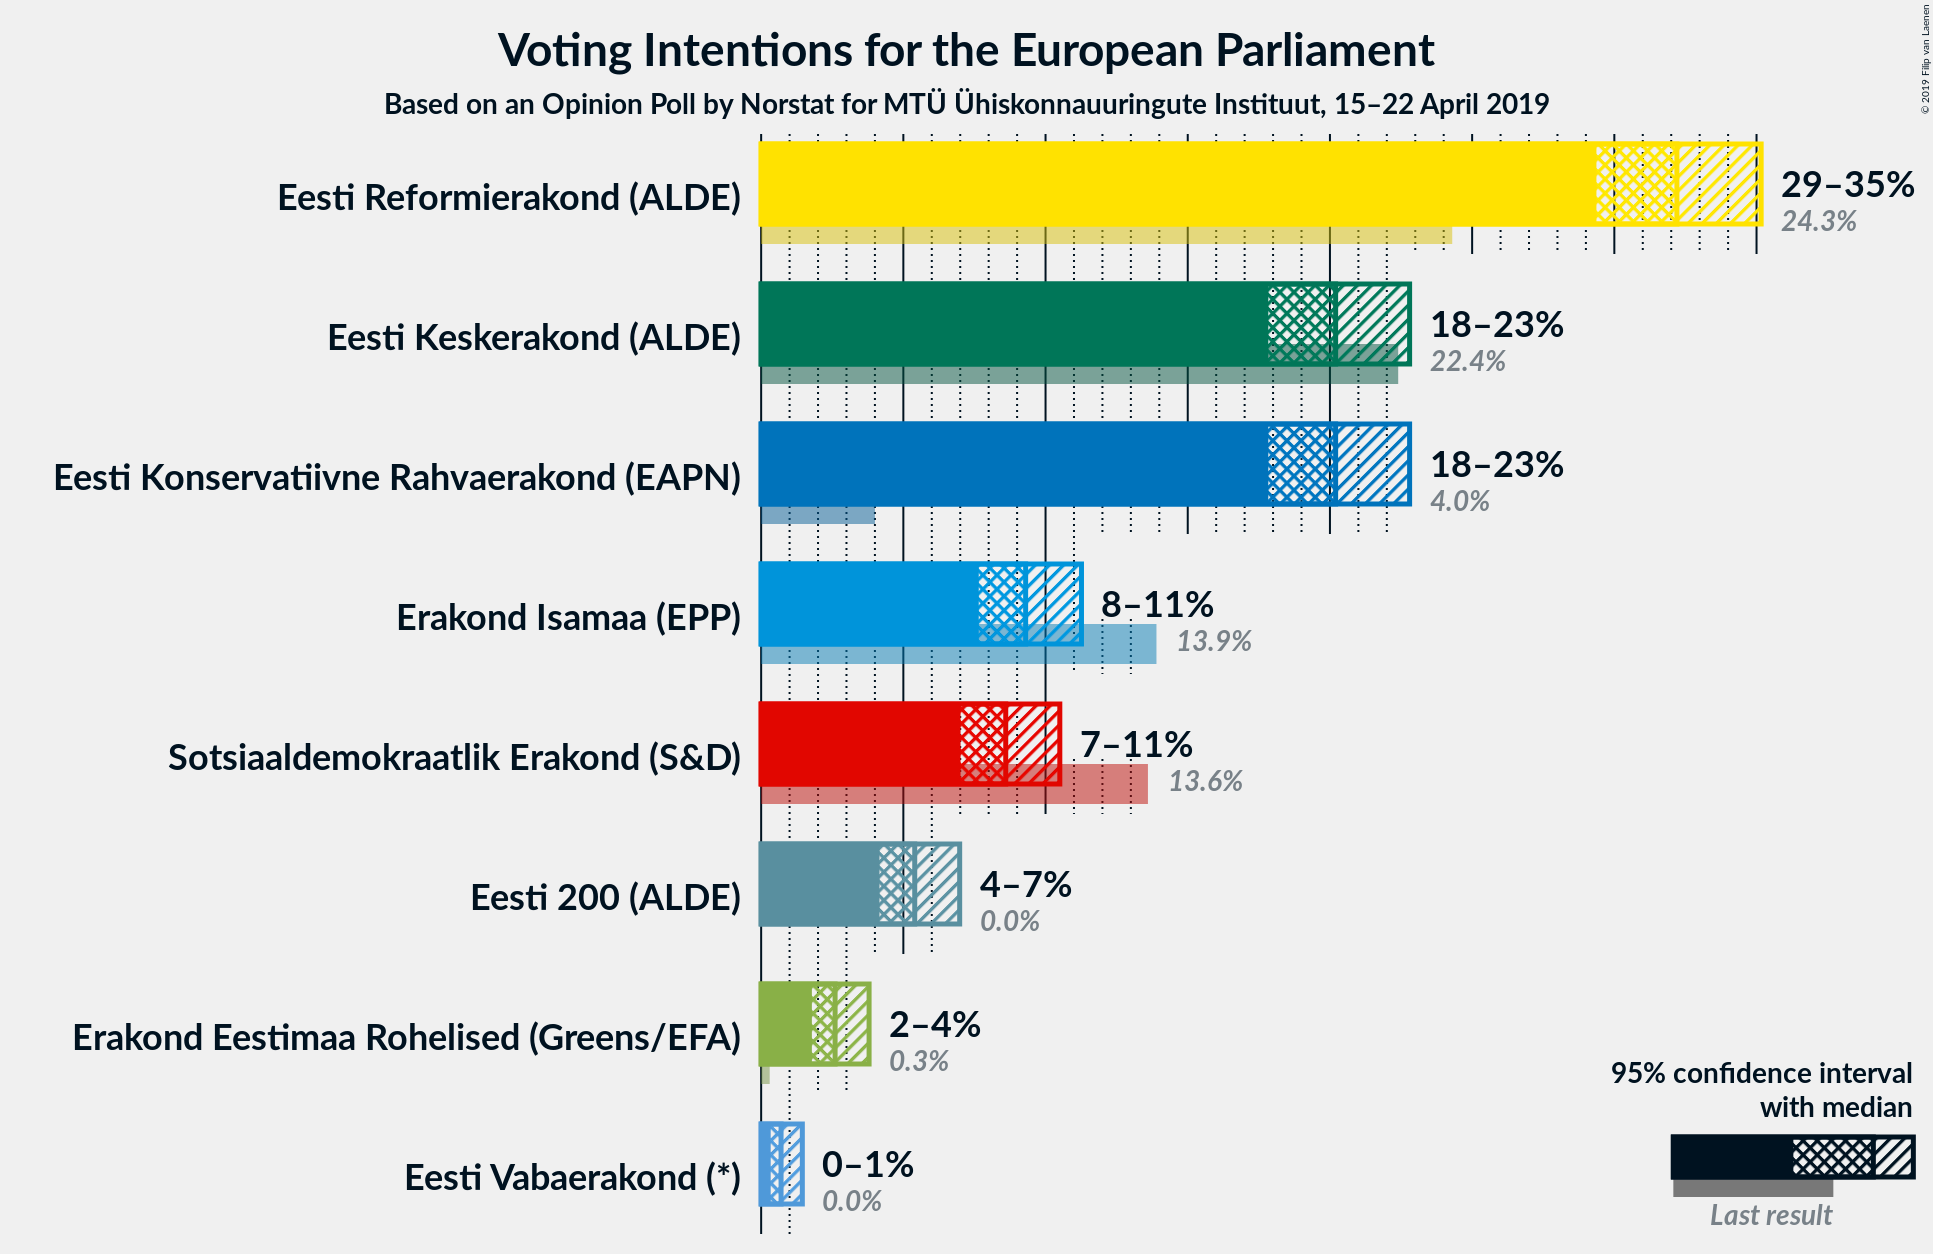 Voting Intentions for the European Parliament
Based on an Opinion Poll by Norstat for MTÜ Ühiskonnauuringute Instituut, 15–22 April 2019
© 2019 Filip van Laenen
Eesti Reformierakond (ALDE)
29–35%
24.3%
Eesti Keskerakond (ALDE)
18–23%
22.4%
Eesti Konservatiivne Rahvaerakond (EAPN)
18–23%
4.0%
Erakond Isamaa (EPP)
8–11%
13.9%
Sotsiaaldemokraatlik Erakond (S&D)
7–11%
13.6%
Eesti 200 (ALDE)
4–7%
0.0%
Erakond Eestimaa Rohelised (Greens/EFA)
2–4%
0.3%
Eesti Vabaerakond (*)
0–1%
0.0%
95% confidence interval
with median
Last result